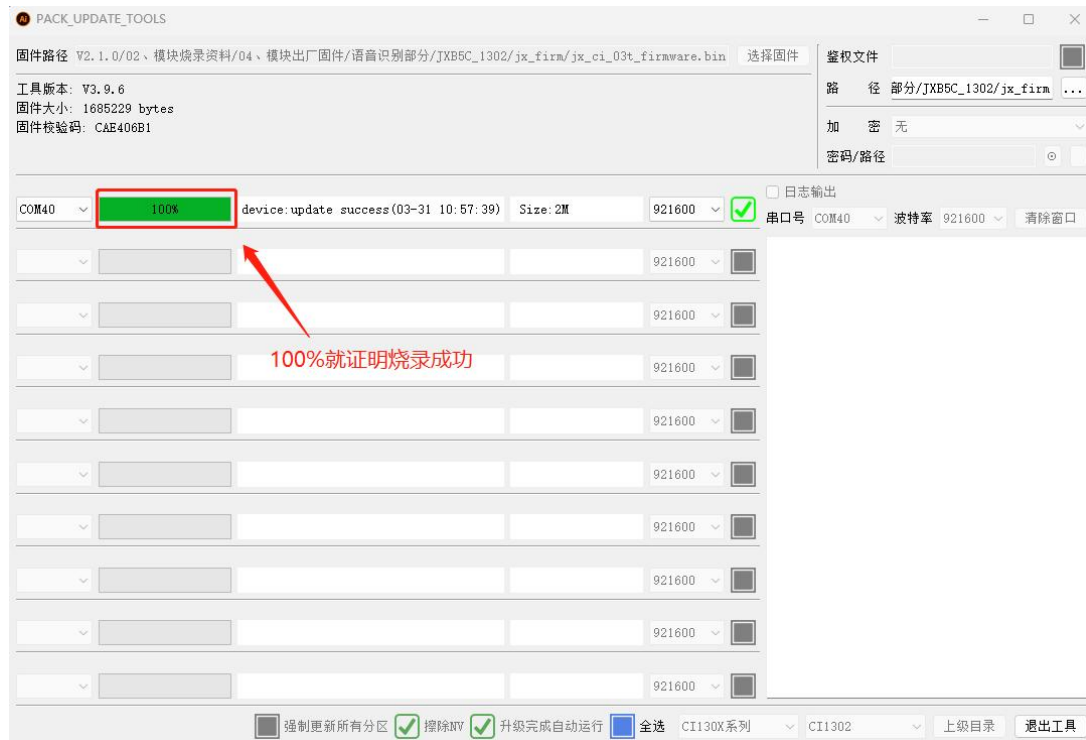 PACK_UPDATE_TOOLS
固件路径 V2.1.0/02、模块烧录资料/04、模块出厂固件/语音识别部分/JXB5C_1302/jx_firm/jx_ci_03t_firmware.bin 选择固件
鉴权文件
工具版本: V3.9.6
路 径 部分/JXB5C_1302/jx_firm ...
固件大小: 1685229 bytes
固件校验码: CAE406B1
加 密 无
密码/路径
日志输出
COM40 100% device:update success(03-31 10:57:39) Size:2M 921600
串口号 COM40 波特率 921600 清除窗口
921600
921600
100%就证明烧录成功
921600
921600
921600
921600
921600
921600
921600
强制更新所有分区 擦除NV 升级完成自动运行 全选 CI130X系列 CI1302 上级目录 退出工具